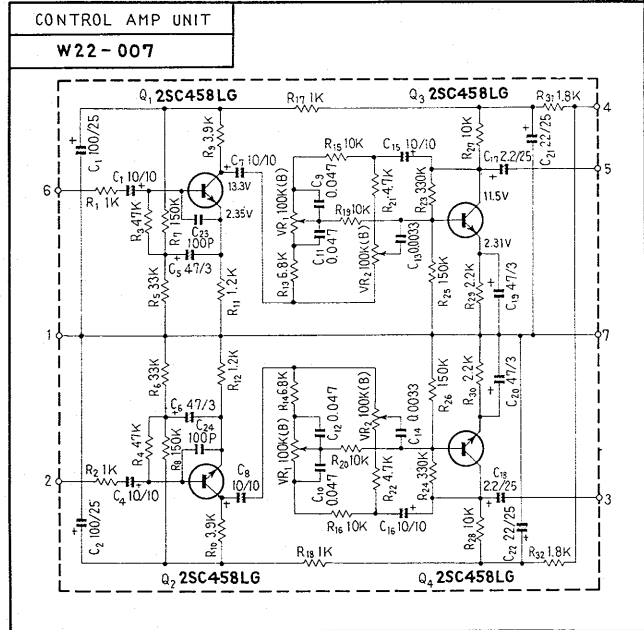 CONTROL AMP UNIT
W22-007
Q1 2SC458LG
R17 1K
Q3 2SC458LG
R31 1.8K
4
C1 100/25
R9 3.9K
C7 10/10
R15 10K
C15 10/10
R27 10K
C17 2.2/25
C21 22/25
5
6
R1 1K
C1 10/10
R3 47K
R7 150K
13.3V
2.35V
C23
100P
C5 47/3
VR1 100K(B)
C9
0.047
C11
0.047
R19 10K
R21 4.7K
R23 330K
11.5V
2.31V
R5 33K
R11 1.2K
R13 6.8K
VR2 100K(B)
C13 0.0033
R25 150K
R29 2.2K
C19 47/3
1
7
R6 33K
R12 1.2K
R14 6.8K
VR2 100K(B)
R26 150K
R30 2.2K
C20 47/3
C6 47/3
C24
100P
R4 47K
R8 150K
VR1 100K(B)
C12 0.047
C14 0.0033
R20 10K
C10
0.047
R22 4.7K
R24 330K
2
R2 1K
C4 10/10
C8
10/10
C18
2.2/25
3
C2 100/25
R10 3.9K
R16 10K
C16 10/10
R28 10K
C22 22/25
R18 1K
R32 1.8K
Q2 2SC458LG
Q4 2SC458LG